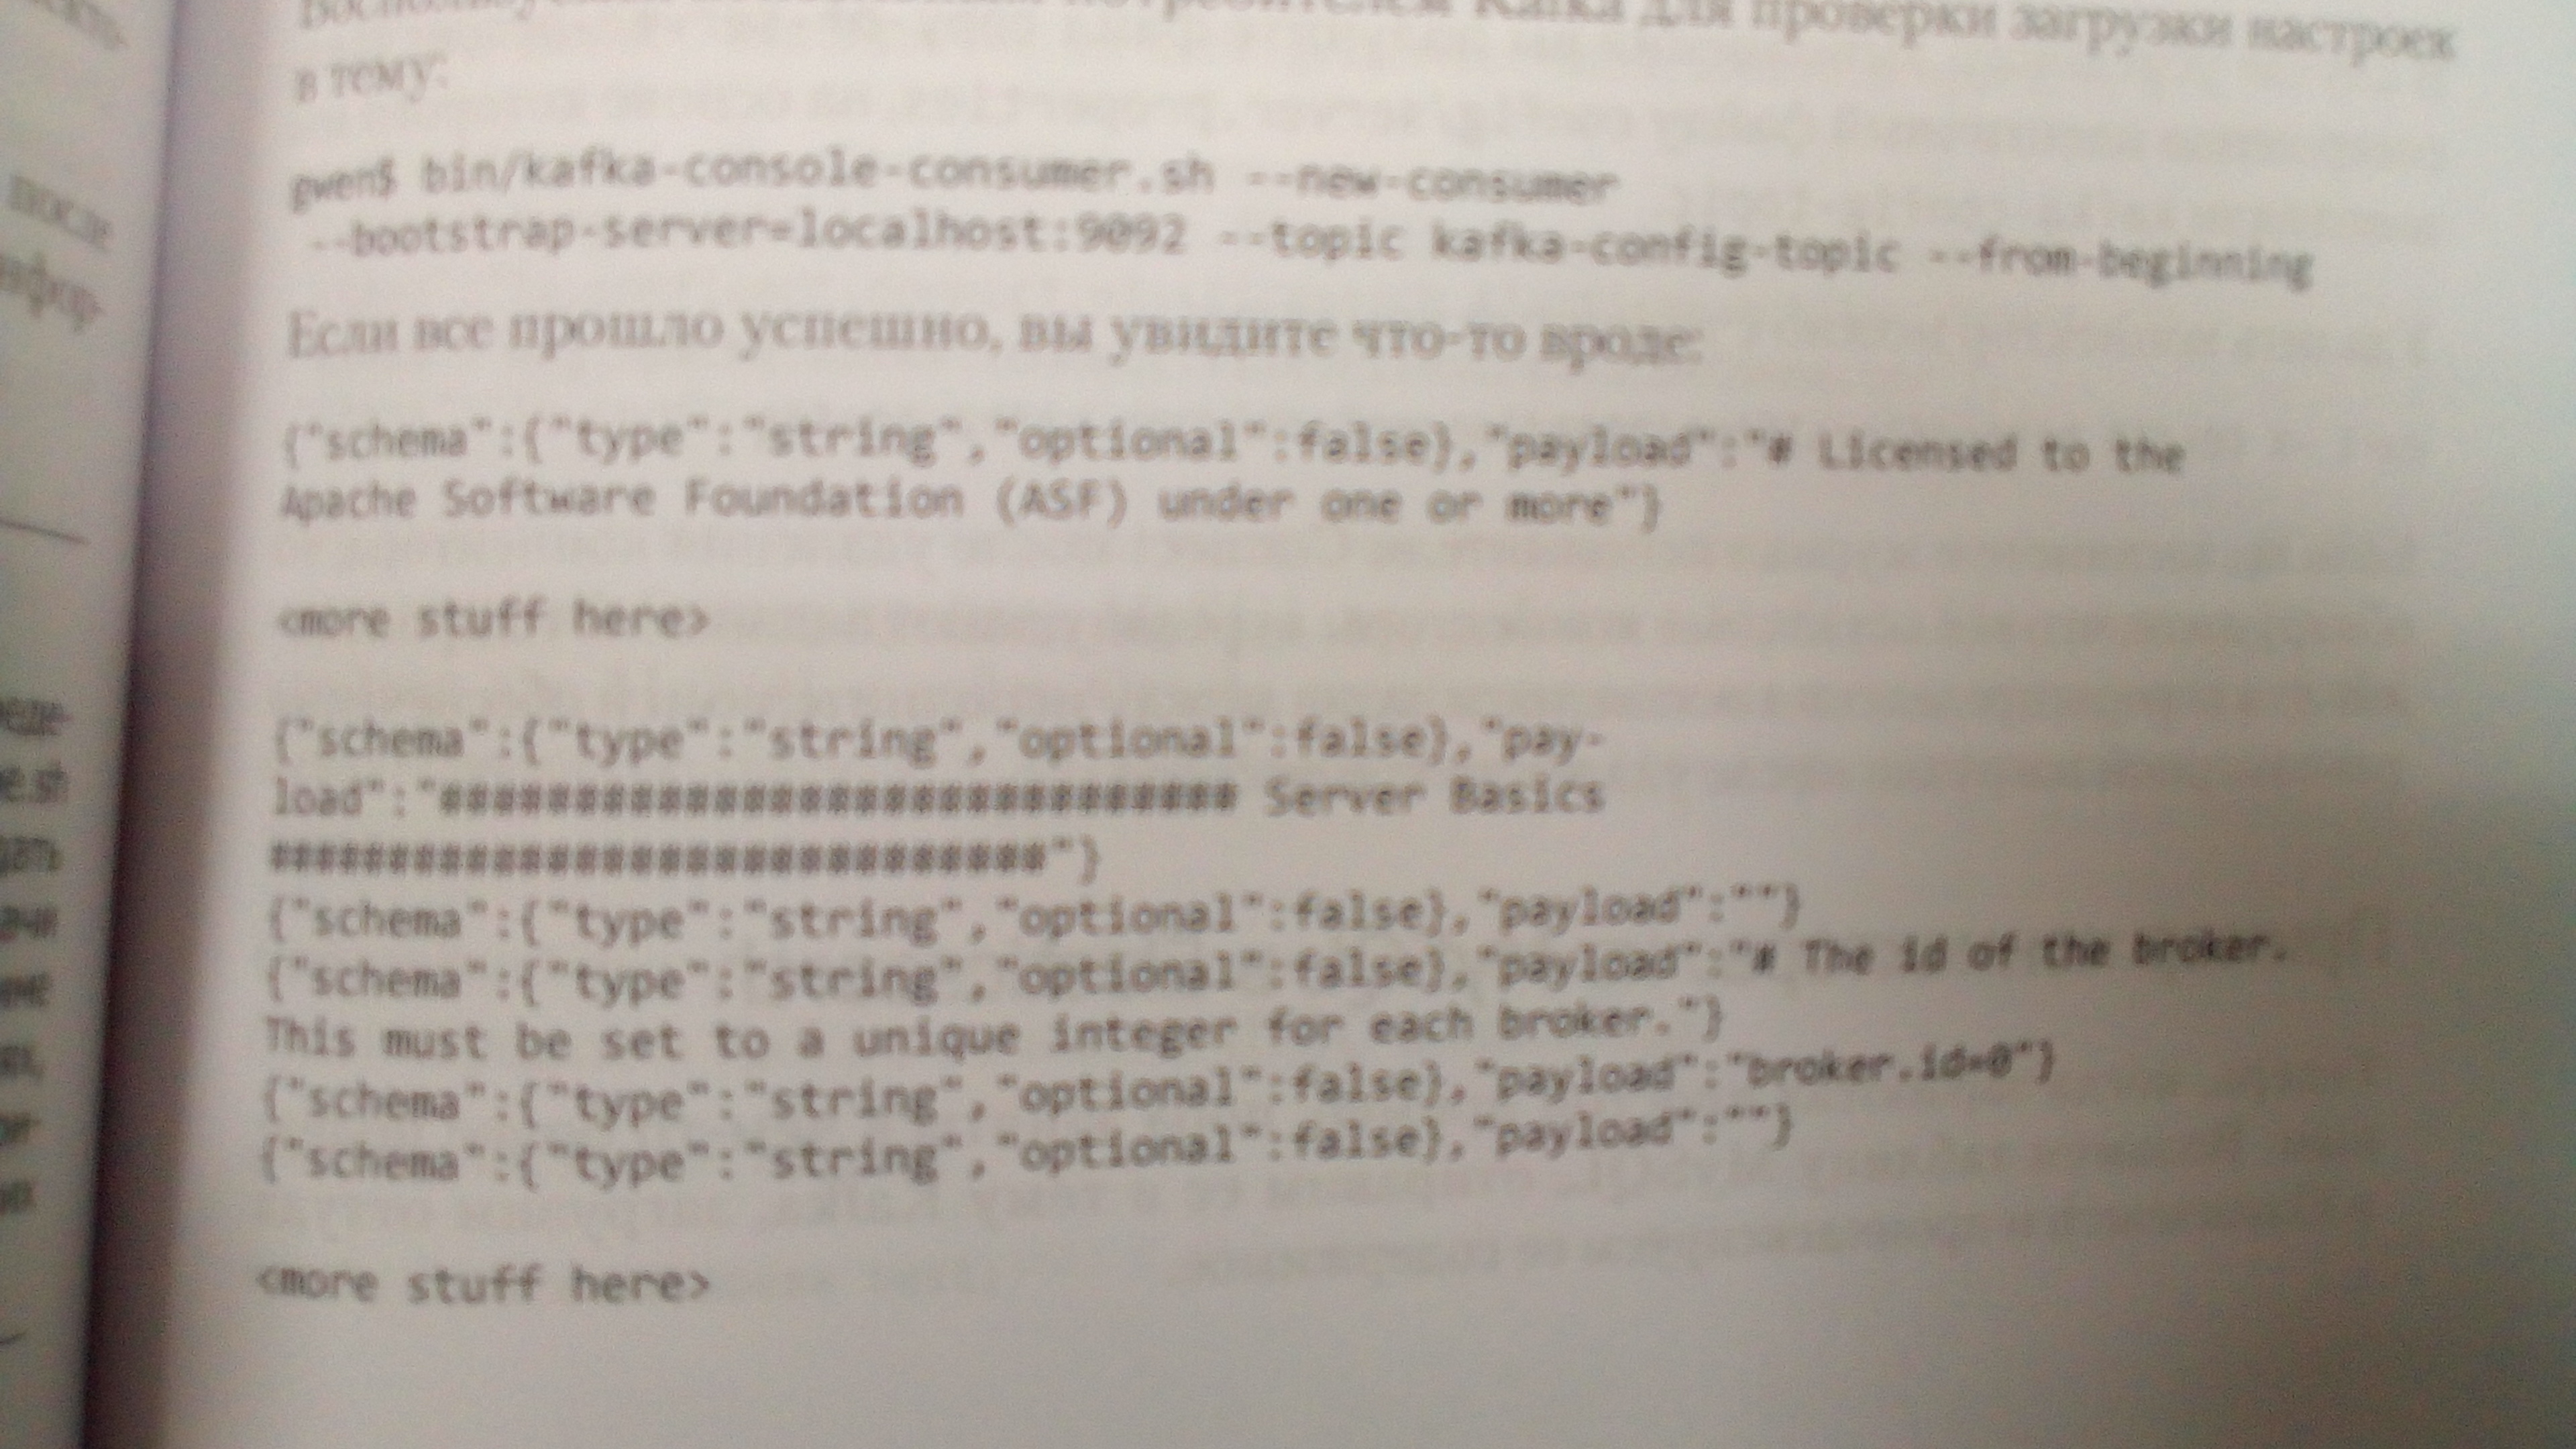 потребителем Kafka для проверки загрузки настроек
в тему:
gwen$ bin/kafka-console-consumer.sh --new-consumer
--bootstrap-server=localhost:9092 --topic kafka-config-topic --from-beginning
Если все прошло успешно, вы увидите что-то вроде:
{"schema":{"type":"string","optional":false},"payload":"# Licensed to the
Apache Software Foundation (ASF) under one or more"}
<more stuff here>
{"schema":{"type":"string","optional":false},"pay-
load":"############################## Server Basics
#############################"}
{"schema":{"type":"string","optional":false},"payload":""}
{"schema":{"type":"string","optional":false},"payload":"# The id of the broker.
This must be set to a unique integer for each broker."}
{"schema":{"type":"string","optional":false},"payload":"broker.id=0"}
{"schema":{"type":"string","optional":false},"payload":""}
<more stuff here>
после